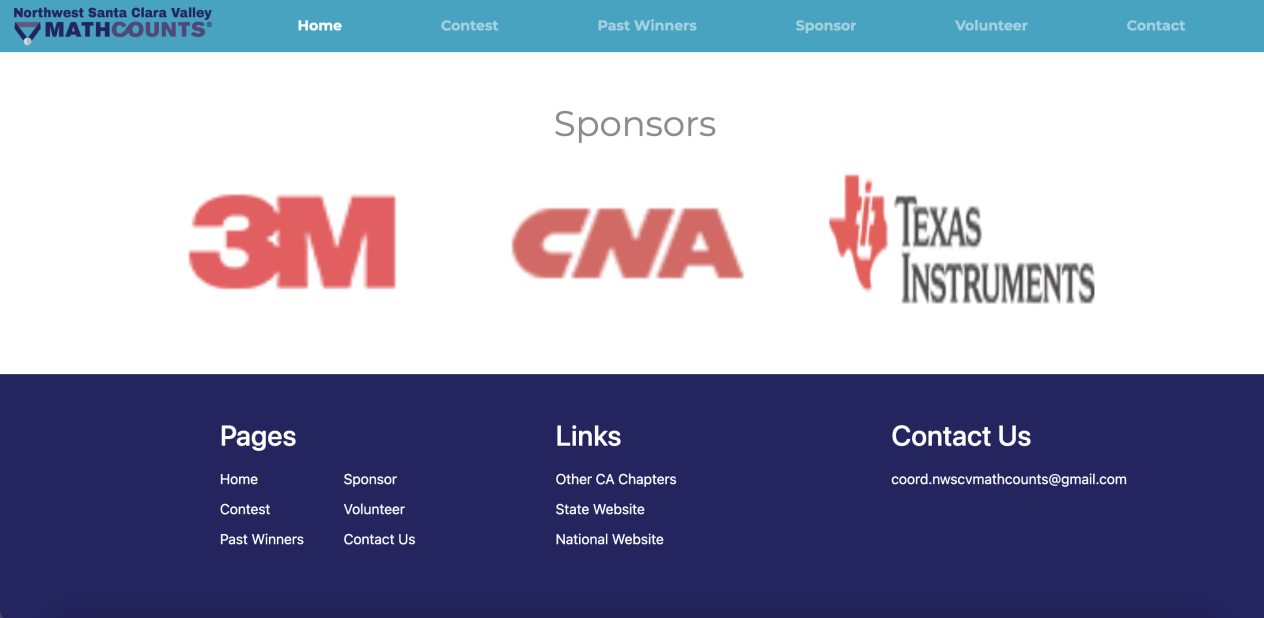 Northwest Santa Clara Valley
MATHCOUNTS®
Home
Contest
Past Winners
Sponsor
Volunteer
Contact
Sponsors
3M
CNA
TEXAS
INSTRUMENTS
Pages
Home
Contest
Past Winners
Sponsor
Volunteer
Contact Us
Links
Other CA Chapters
State Website
National Website
Contact Us
coord.nwscvmathcounts@gmail.com